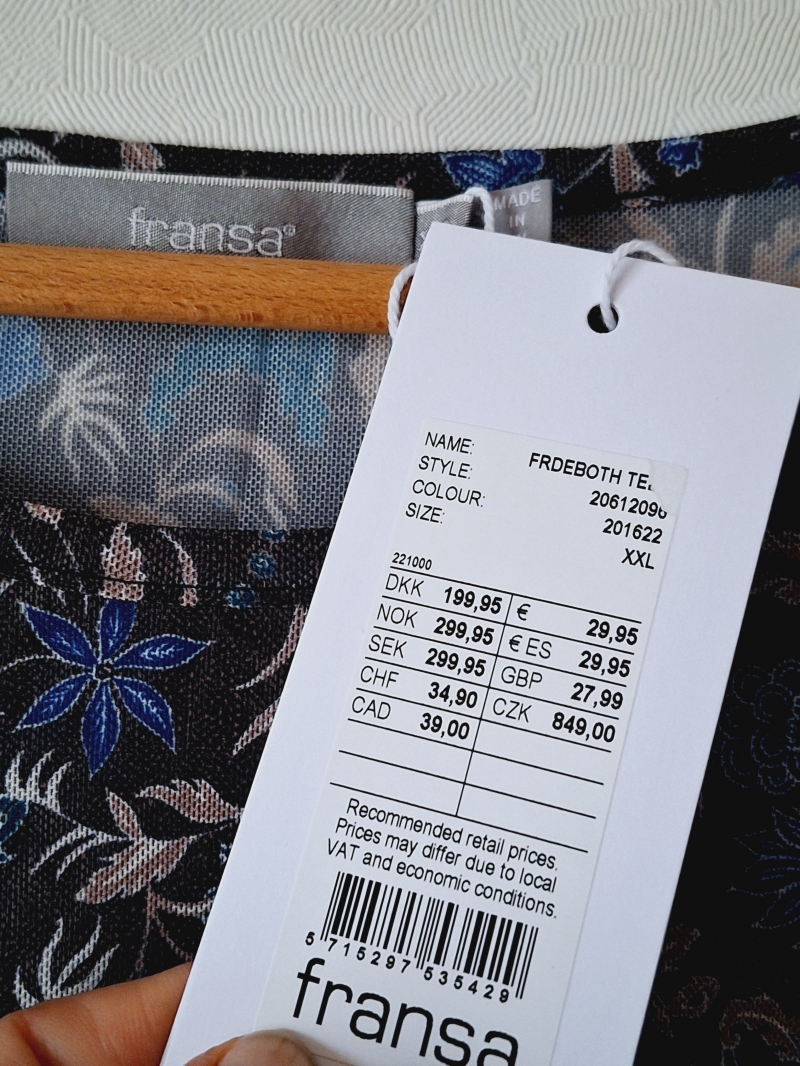 fransa®
MADE
IN
NAME: FRDEBOTH
STYLE: 20612096
COLOUR: 201622
SIZE: XXL
221000
DKK 199,95 € 29,95
NOK 299,95 € ES 29,95
SEK 299,95 GBP 27,99
CHF 34,90 CZK 849,00
CAD 39,00
Recommended retail prices.
Prices may differ due to local
VAT and economic conditions.
5 715297 535429
fransa